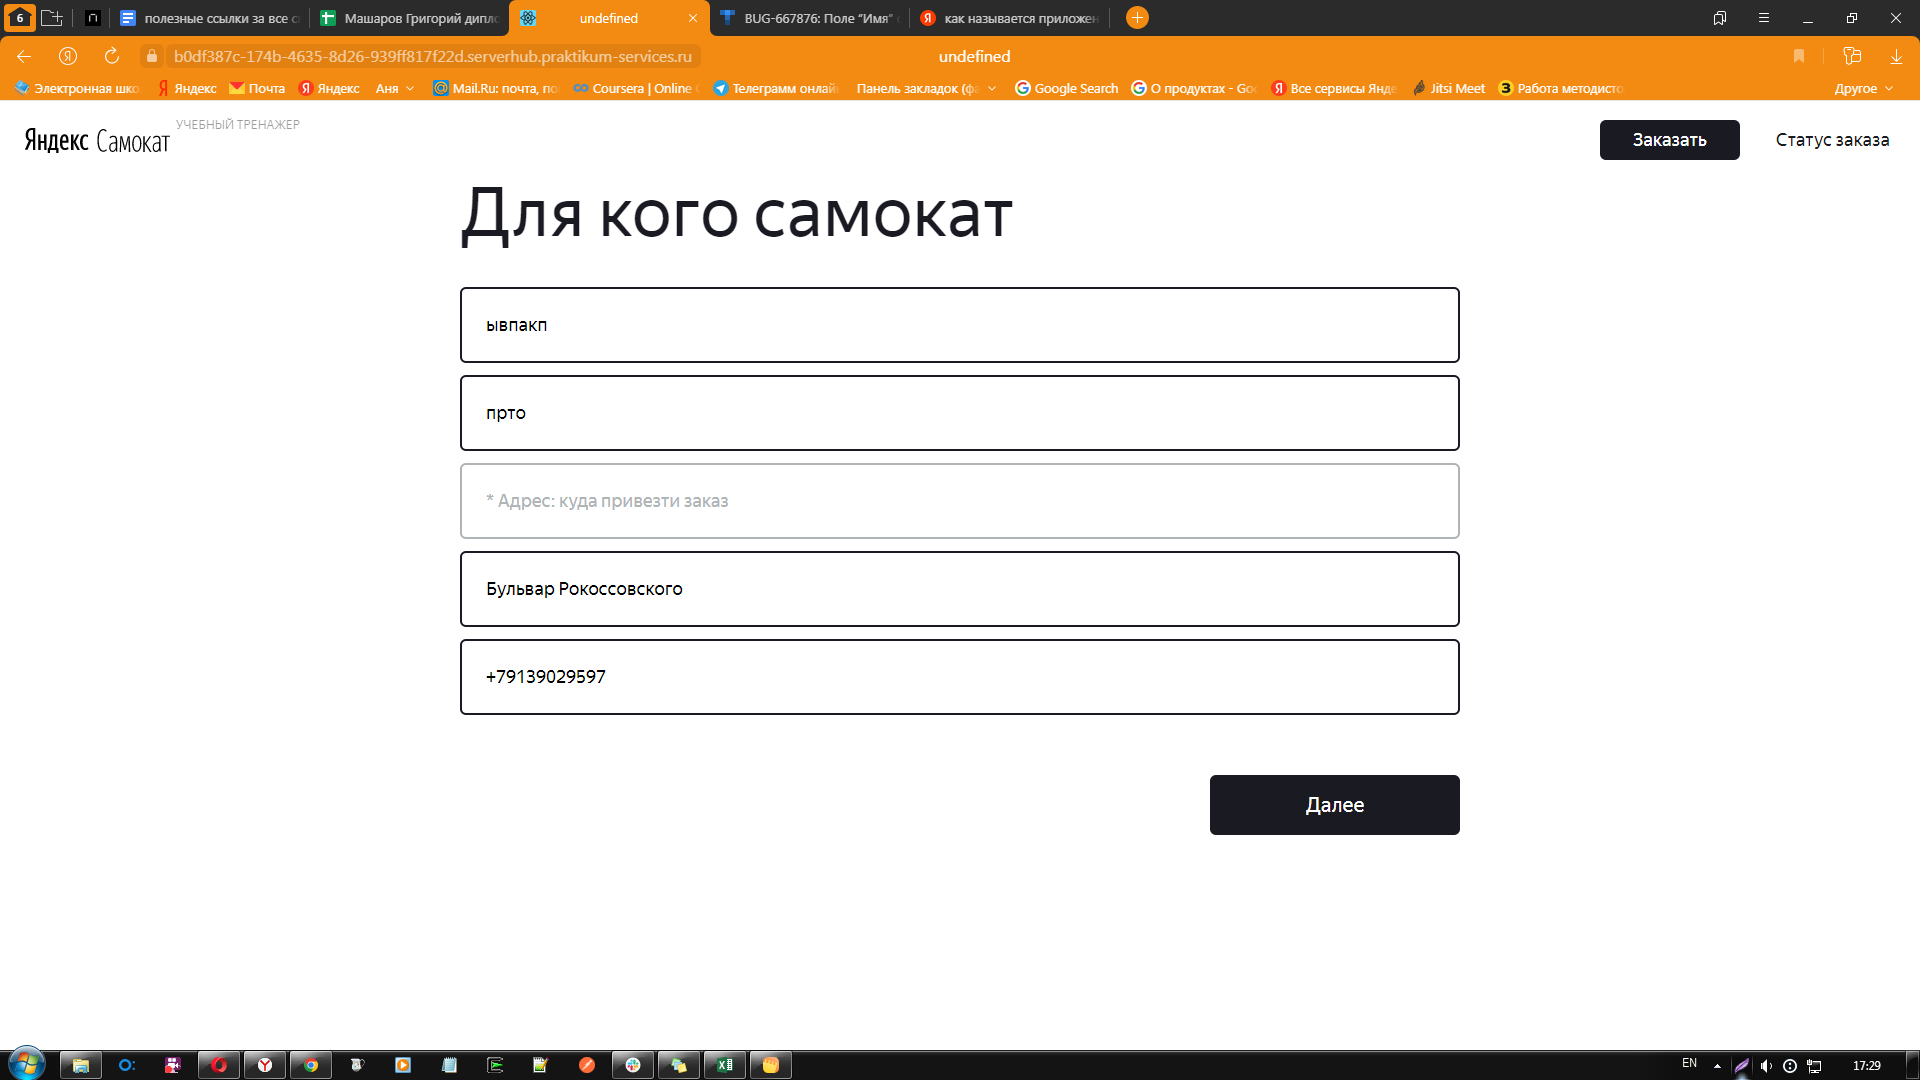 6
полезные ссылки за все с
Машаров Григорий дипло
undefined
BUG-667876: Поле “Имя” с
как называется приложен
b0df387c-174b-4635-8d26-939ff817f22d.serverhub.praktikum-services.ru
undefined
Электронная шко
Яндекс
Почта
Яндекс
Аня
Mail.Ru: почта, по
Coursera | Online
Телеграмм онлай
Панель закладок (фа
Google Search
О продуктах - Goo
Все сервисы Янде
Jitsi Meet
Работа методисто
Другое
Яндекс Самокат
УЧЕБНЫЙ ТРЕНАЖЕР
Заказать
Статус заказа
Для кого самокат
ывпакп
прто
* Адрес: куда привезти заказ
Бульвар Рокоссовского
+79139029597
Далее
EN
17:29